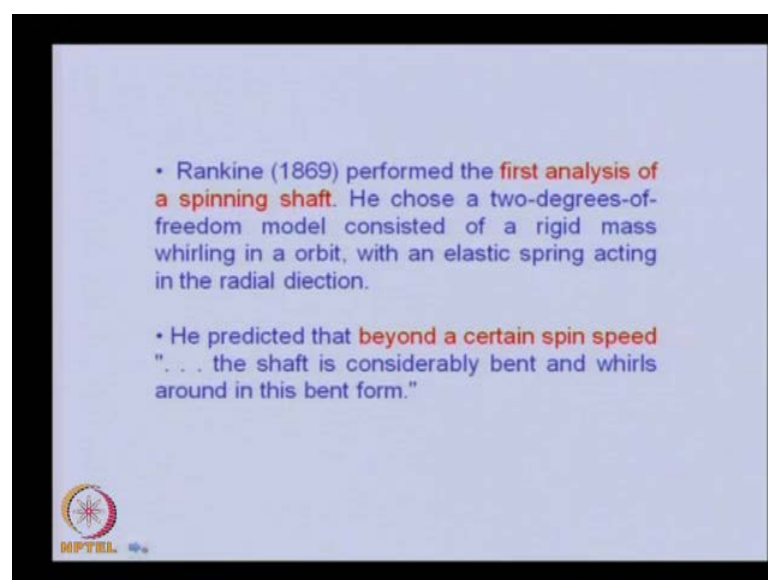 • Rankine (1869) performed the first analysis of
a spinning shaft. He chose a two-degrees-of-
freedom model consisted of a rigid mass
whirling in a orbit, with an elastic spring acting
in the radial diection.
• He predicted that beyond a certain spin speed
". . . the shaft is considerably bent and whirls
around in this bent form."
NPTEL